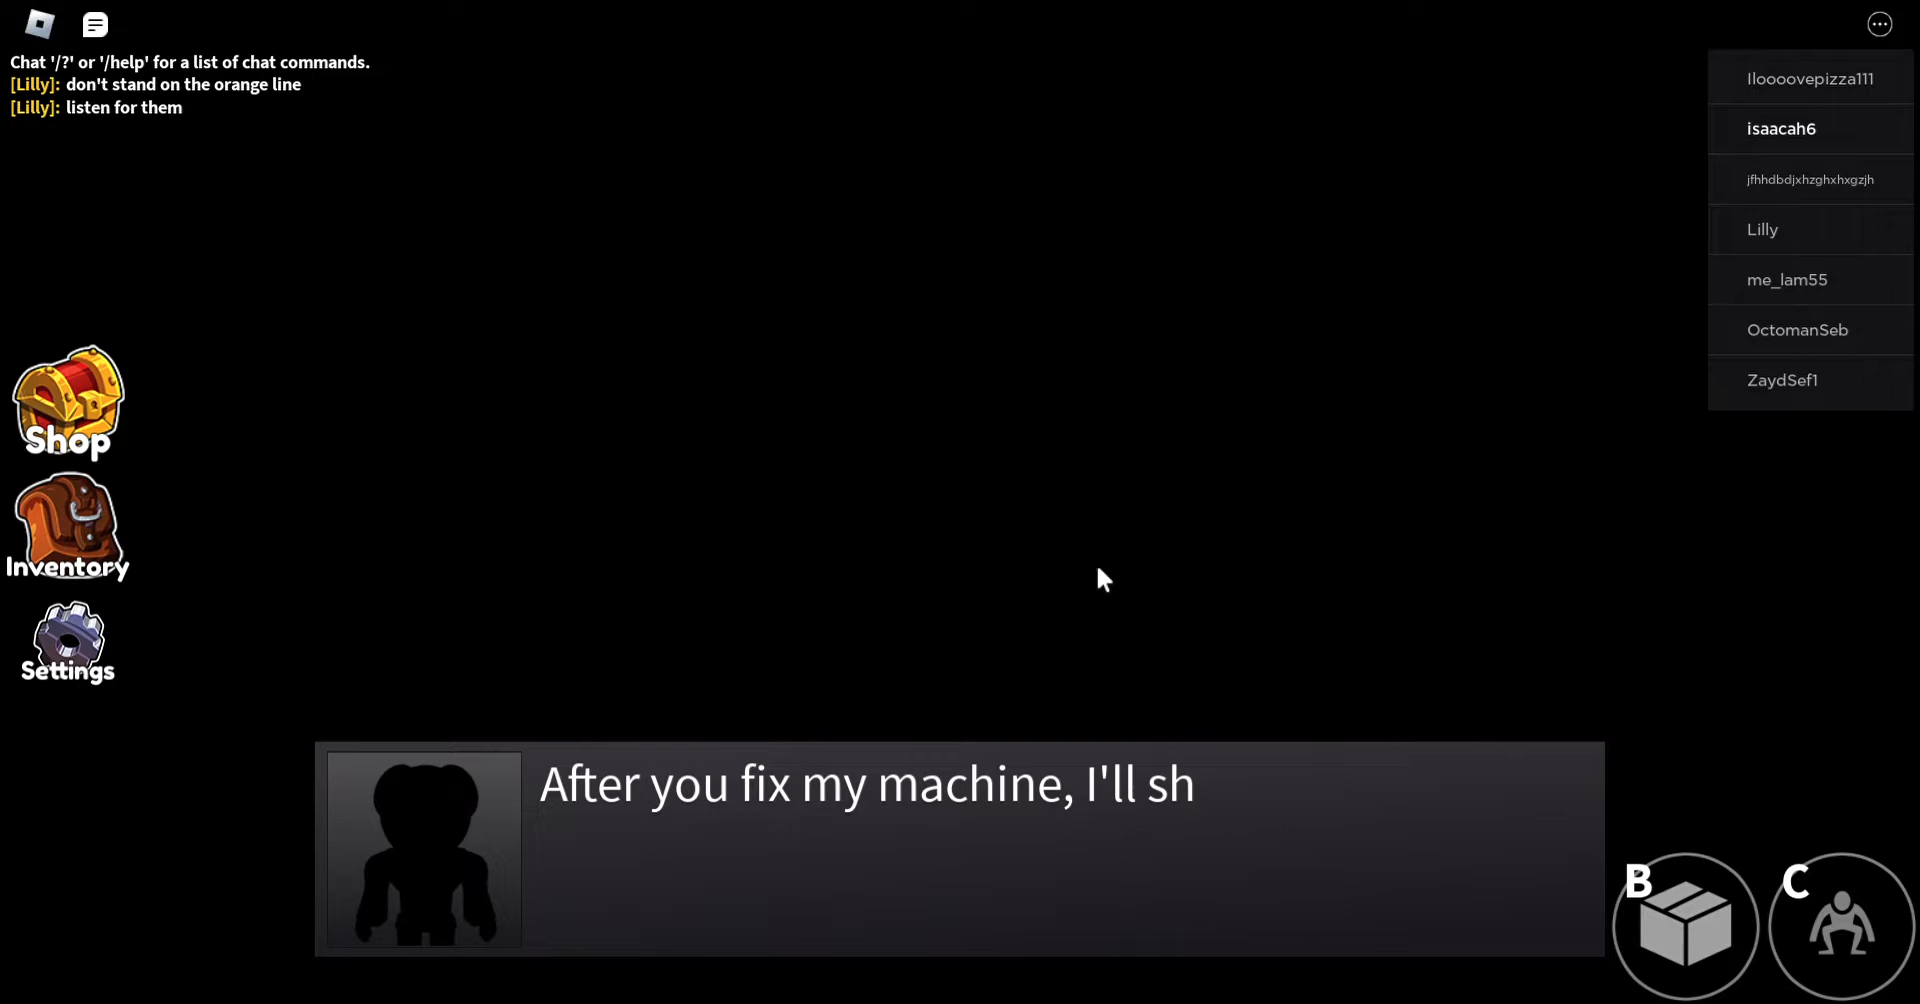 Chat '/?' or '/help' for a list of chat commands.
[Lilly]: don't stand on the orange line
[Lilly]: listen for them
Iloooovepizza111
isaacah6
jfhhdbdjxhzghxhxgzjh
Lilly
me_lam55
OctomanSeb
ZaydSef1
Shop
Inventory
Settings
After you fix my machine, I'll sh
B
C